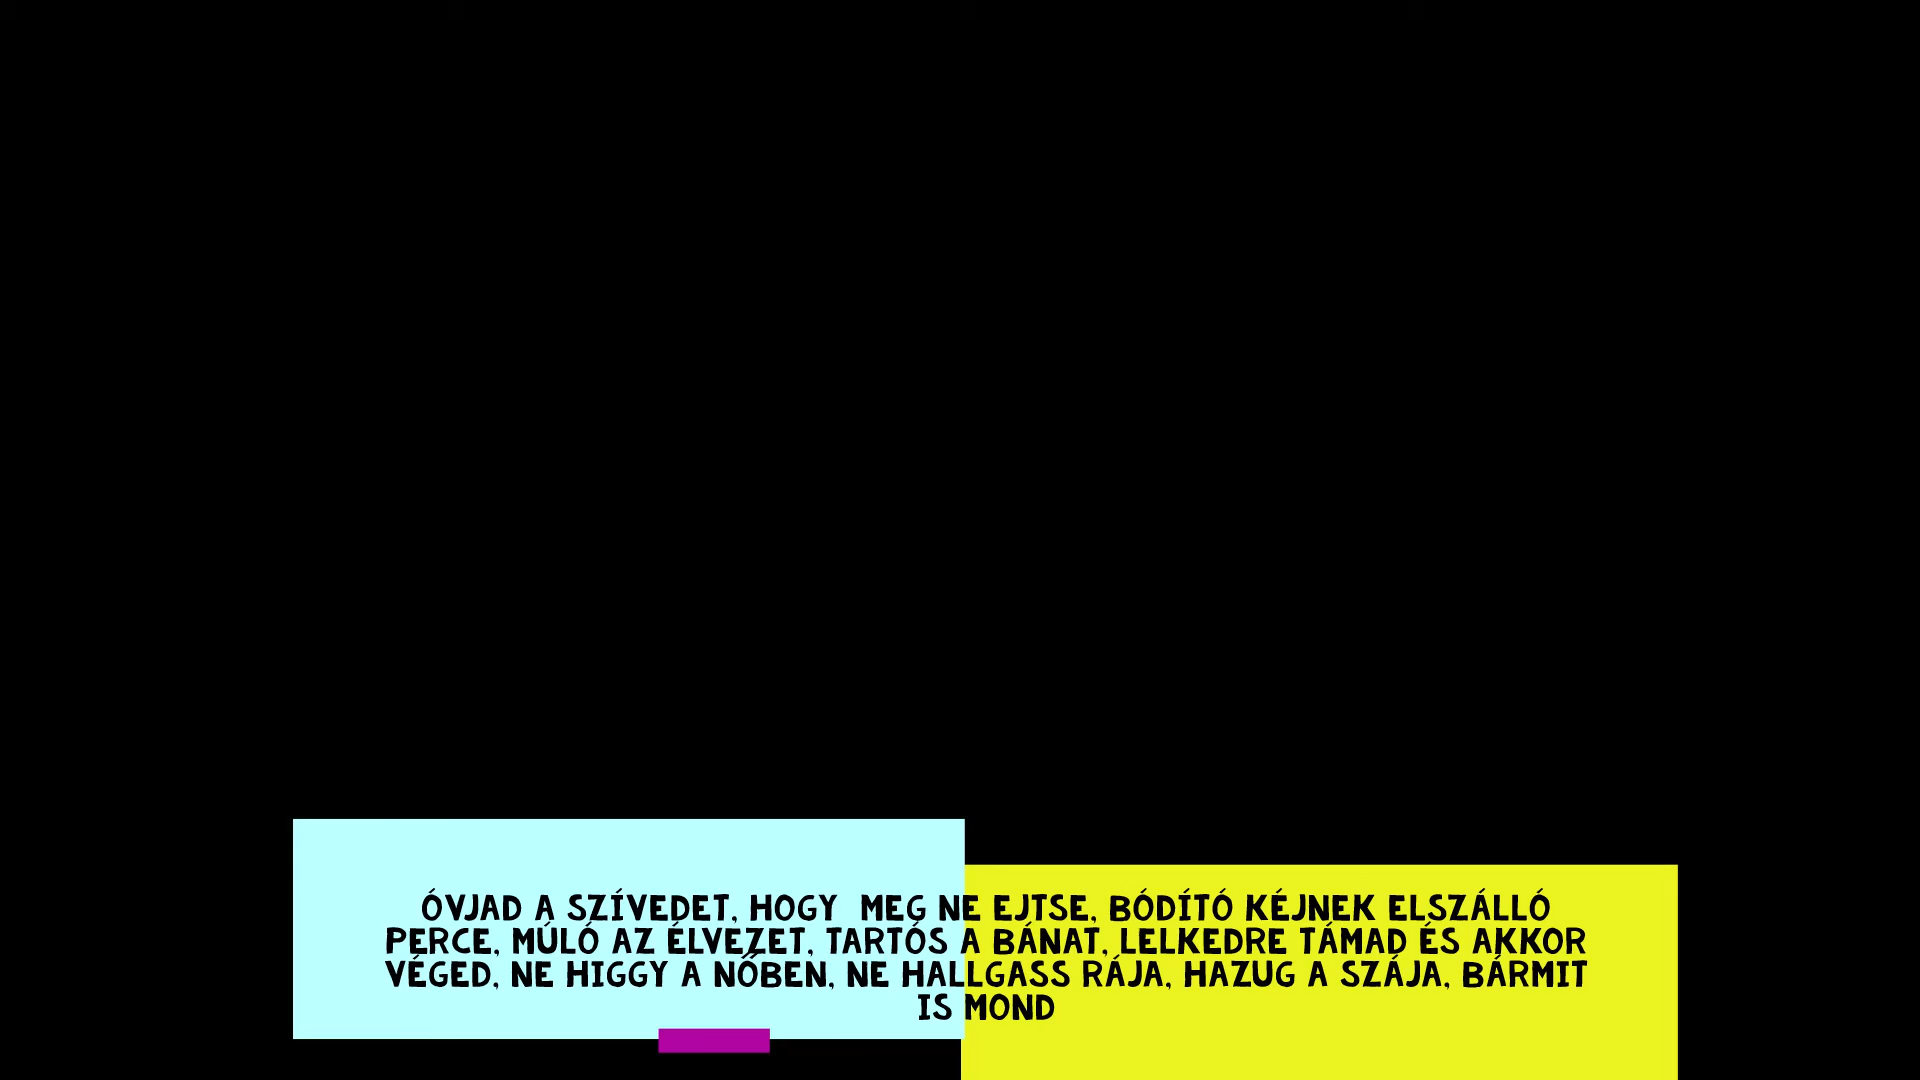 ÓVJAD A SZÍVEDET, HOGY  MEG NE EJTSE, BÓDÍTÓ KÉJNEK ELSZÁLLÓ
PERCE, MÚLÓ AZ ÉLVEZET, TARTÓS A BÁNAT, LELKEDRE TÁMAD ÉS AKKOR
VÉGED, NE HIGGY A NŐBEN, NE HALLGASS RÁJA, HAZUG A SZÁJA, BÁRMIT
IS MOND